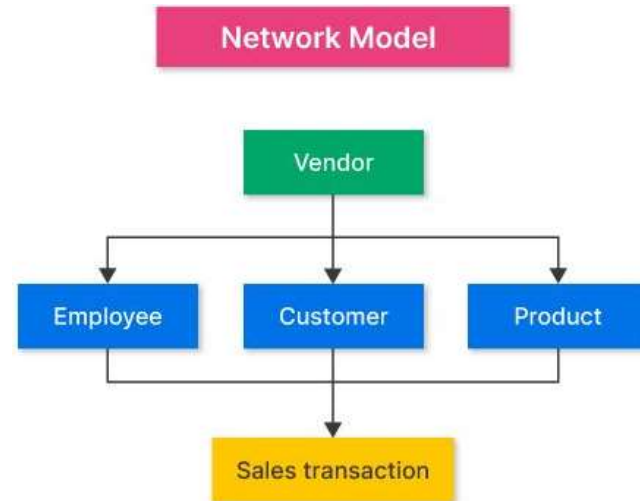 Network Model
Vendor
Employee
Customer
Product
Sales transaction